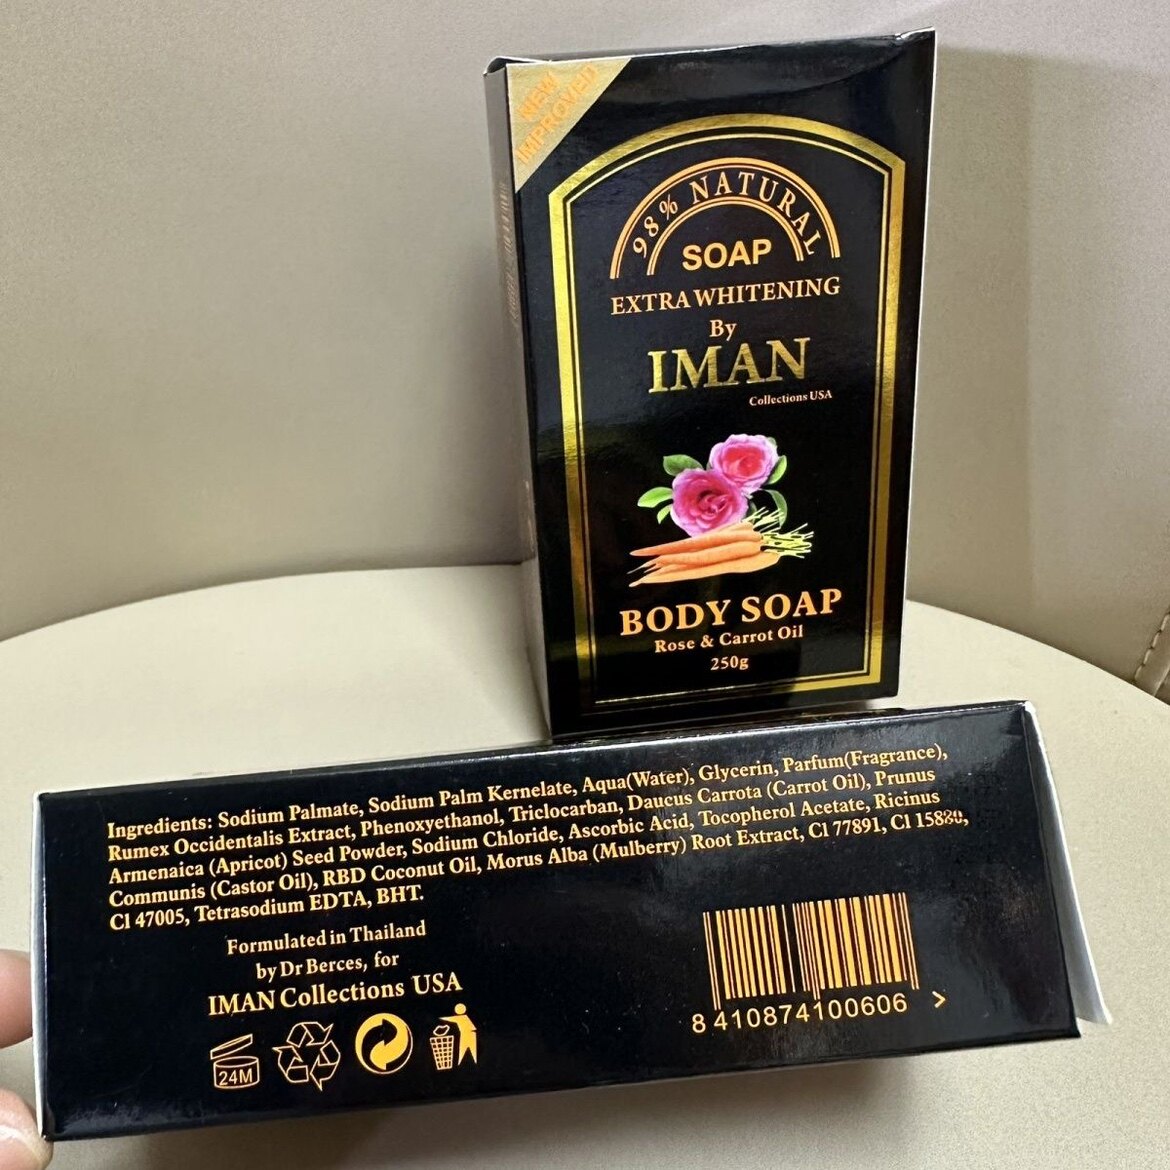 NEW
IMPROVED
98% NATURAL
SOAP
EXTRA WHITENING
By
IMAN
Collections USA
BODY SOAP
Rose & Carrot Oil
250g
Ingredients: Sodium Palmate, Sodium Palm Kernelate, Aqua(Water), Glycerin, Parfum(Fragrance),
Rumex Occidentalis Extract, Phenoxyethanol, Triclocarban, Daucus Carrota (Carrot Oil), Prunus
Armenaica (Apricot) Seed Powder, Sodium Chloride, Ascorbic Acid, Tocopherol Acetate, Ricinus
Communis (Castor Oil), RBD Coconut Oil, Morus Alba (Mulberry) Root Extract, Cl 77891, Cl
Cl 47005, Tetrasodium EDTA, BHT.
Formulated in Thailand
by Dr Berces, for
IMAN Collections USA
24M
8 410874100606 >